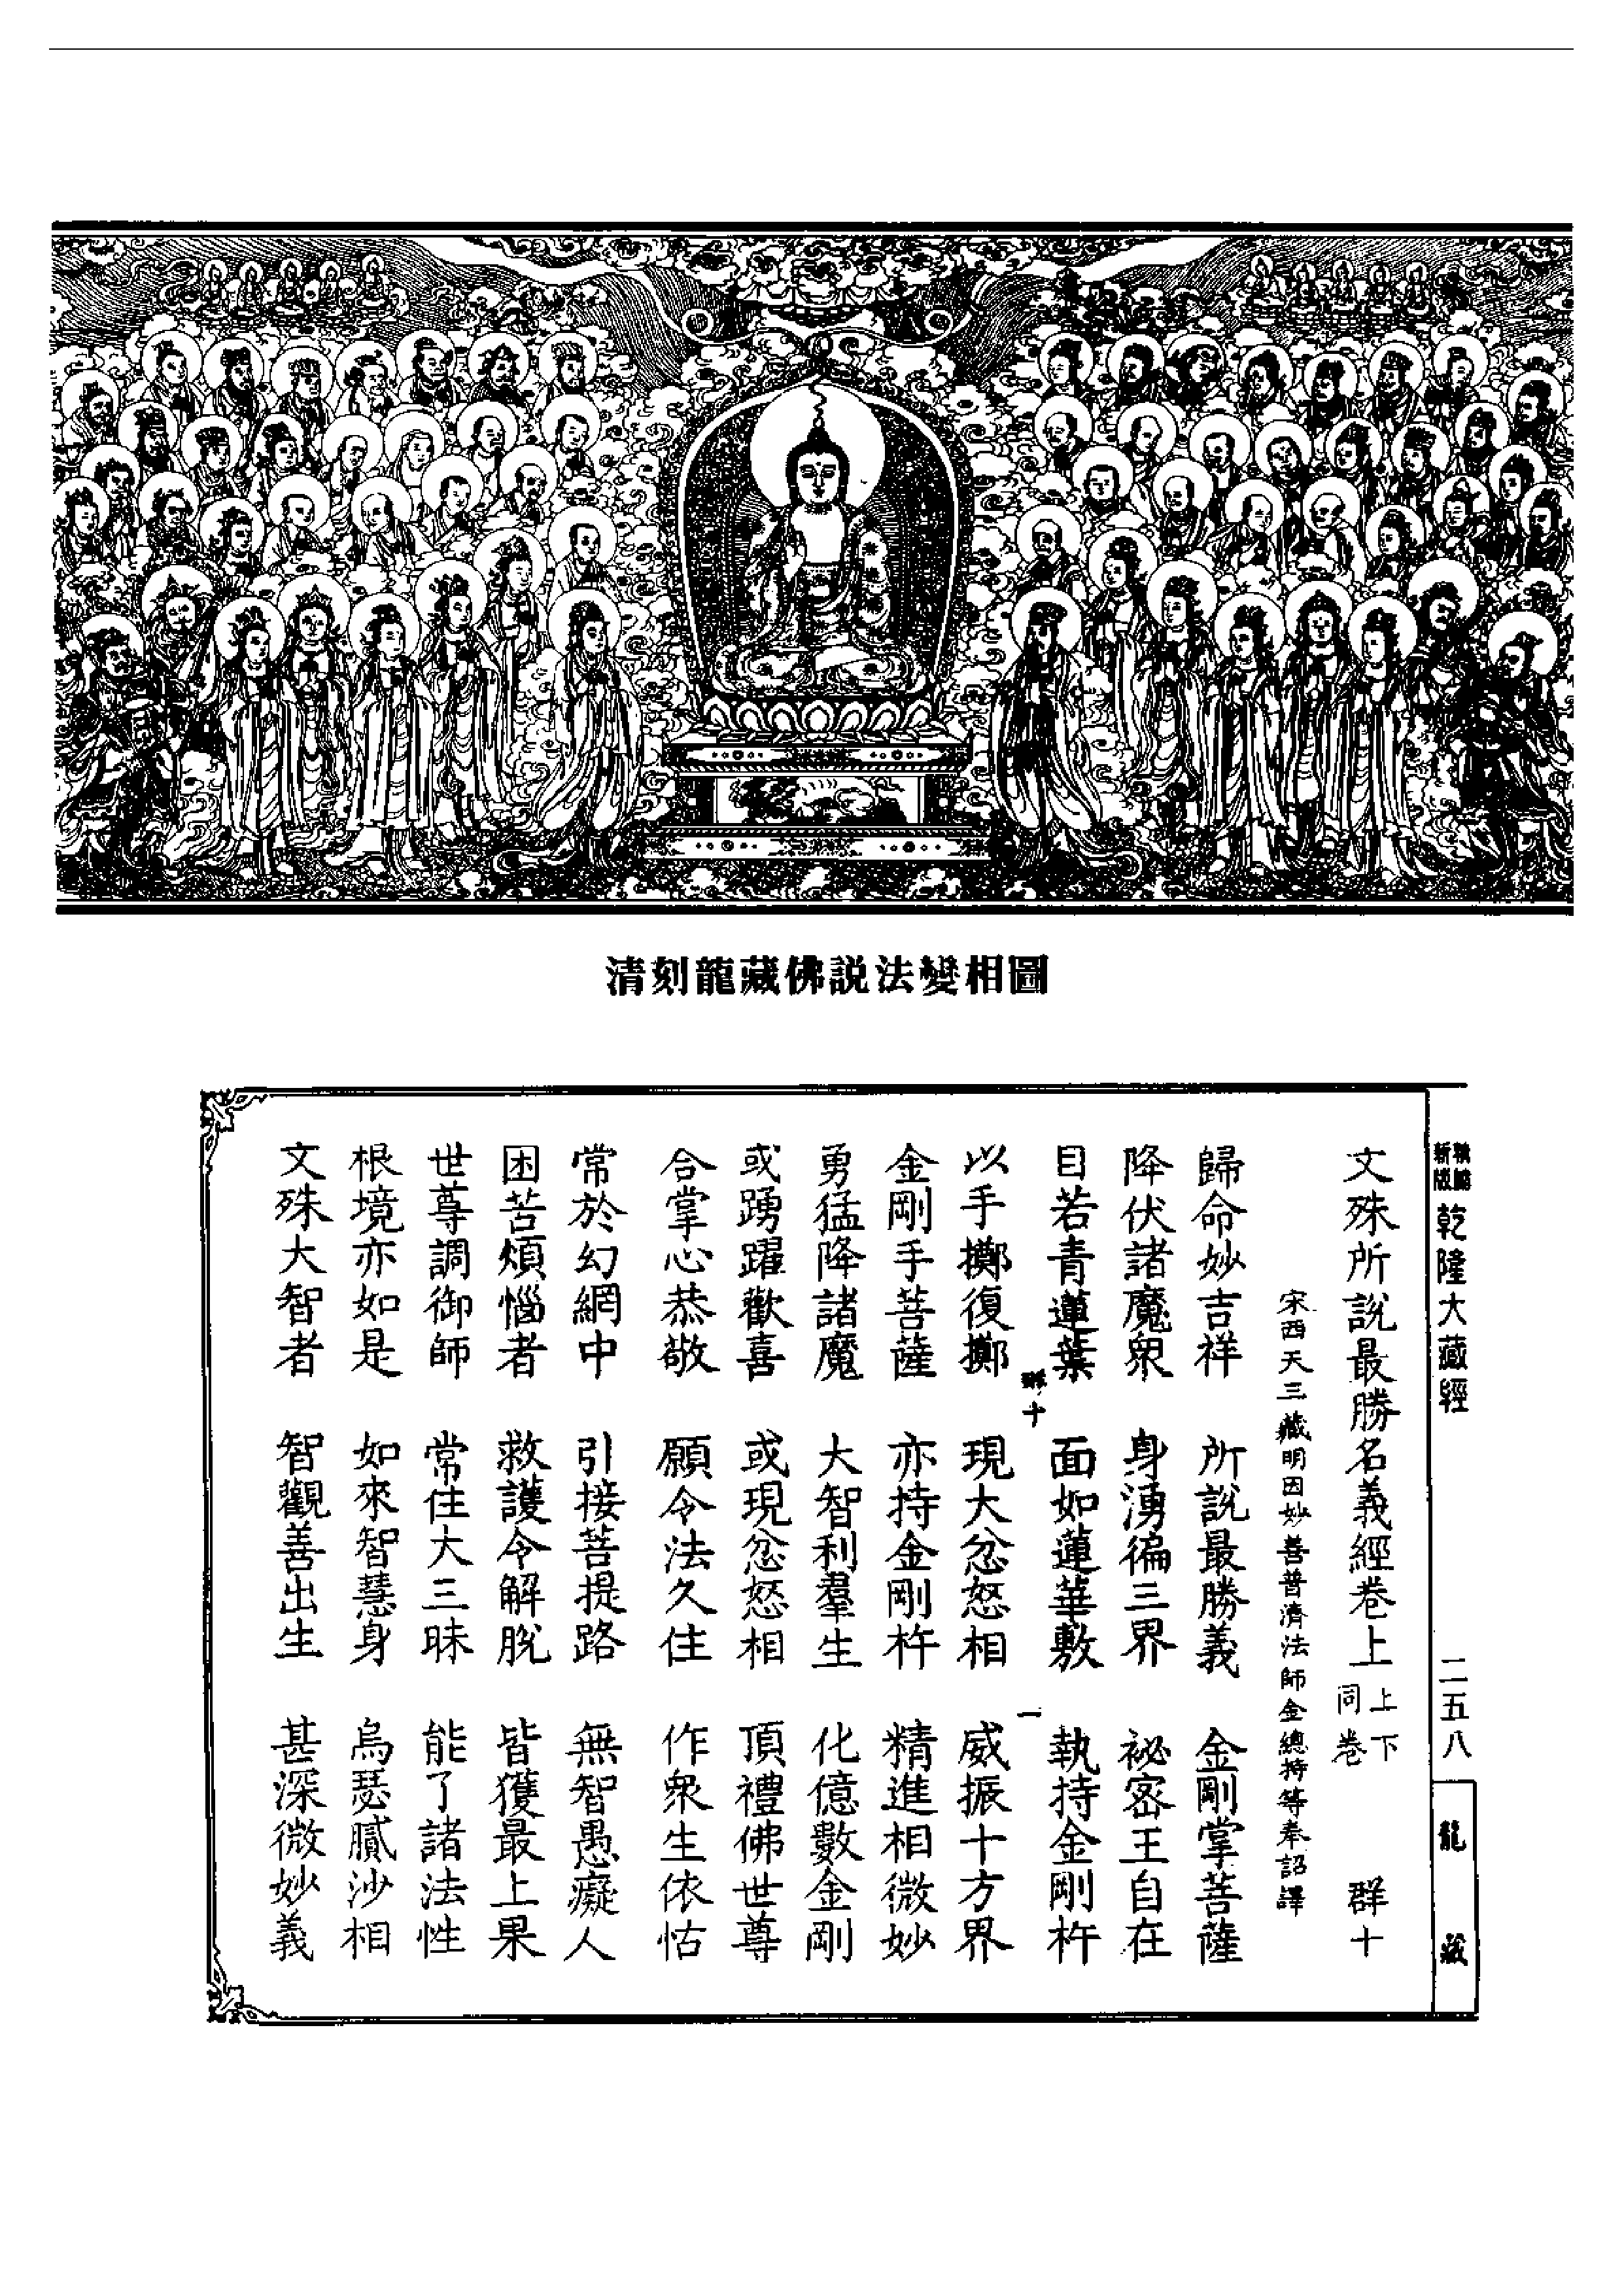 清刻龍藏佛説法變相圖
乾隆大藏經
二五八
龍藏
文殊所說最勝名義經卷上 上下同卷 群十
宋西天三藏明因妙善普濟法師金總持等奉詔譯
歸命妙吉祥 所說最勝義 金剛掌菩薩
降伏諸魔衆 身湧徧三界 祕密王自在
目若青蓮葉 面如蓮華敷 執持金剛杵
十 一
以手擲復擲 現大忿怒相 威振十方界
金剛手菩薩 亦持金剛杵 精進相微妙
勇猛降諸魔 大智利羣生 化億數金剛
或踴躍歡喜 或現忿怒相 頂禮佛世尊
合掌心恭敬 願令法久住 作衆生依怙
常於幻網中 引接菩提路 無智愚癡人
困苦煩惱者 救護令解脫 皆獲最上果
世尊調御師 常住大三昧 能了諸法性
根境亦如是 如來智慧身 烏瑟膩沙相
文殊大智者 智觀善出生 甚深微妙義